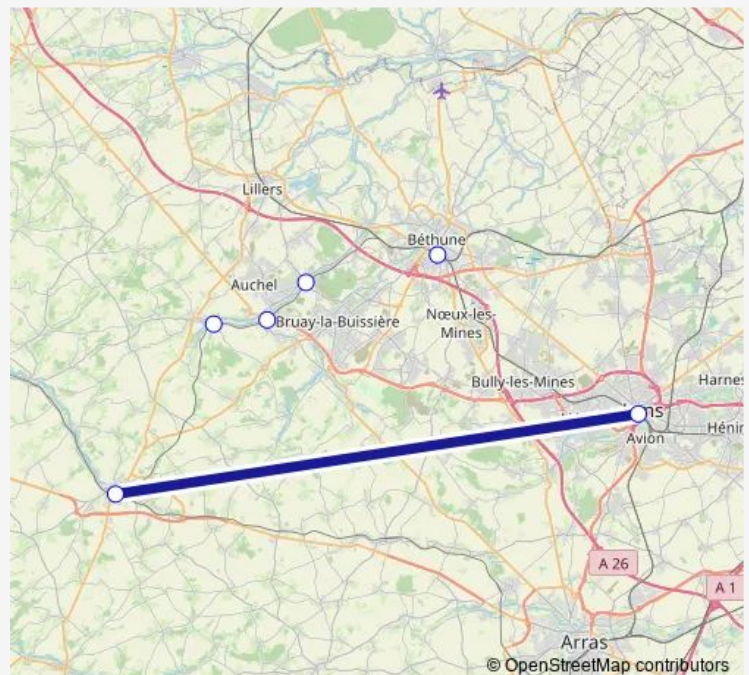 Lillers
Béthune
Auchel
Bruay-la-Buissière
Nœux-les-
Mines
Bully-les-Mines
Harnes
Avion
Hénin
A 26
A 1
Arras
© OpenStreetMap contributors